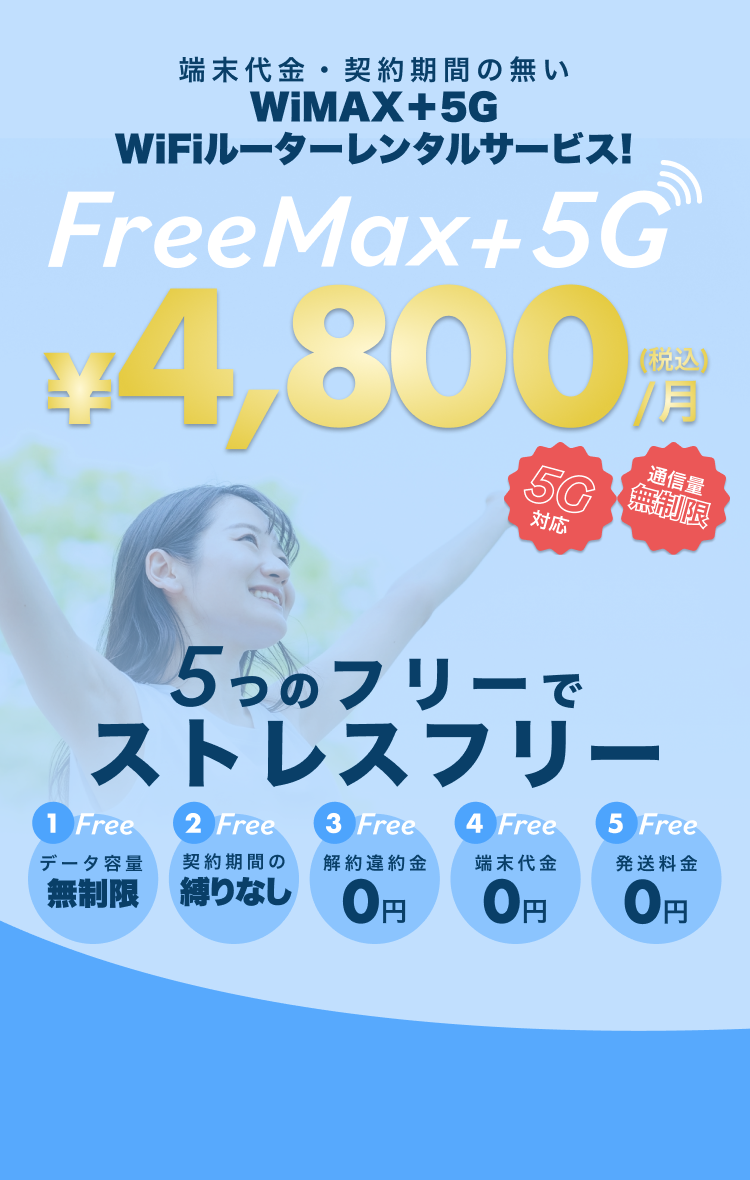 端末代金・契約期間の無い
WiMAX+5G
WiFiルーターレンタルサービス!
FreeMax+5G
¥4,800(税込)/月
5G
対応
通信量
無制限
5つのフリーで
ストレスフリー
1 Free
データ容量
無制限
2 Free
契約期間の
縛りなし
3 Free
解約違約金
0円
4 Free
端末代金
0円
5 Free
発送料金
0円